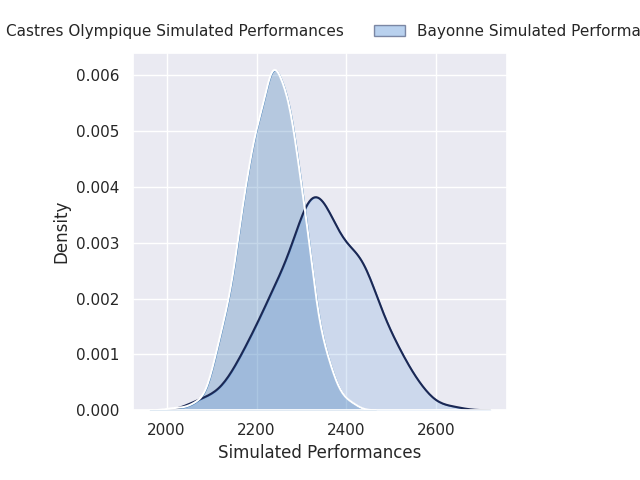 Castres Olympique Simulated Performances Bayonne Simulated Performa
0.006
0.005
0.004
0.003
0.002
0.001
0.000
Density
2000 2200 2400 2600
Simulated Performances